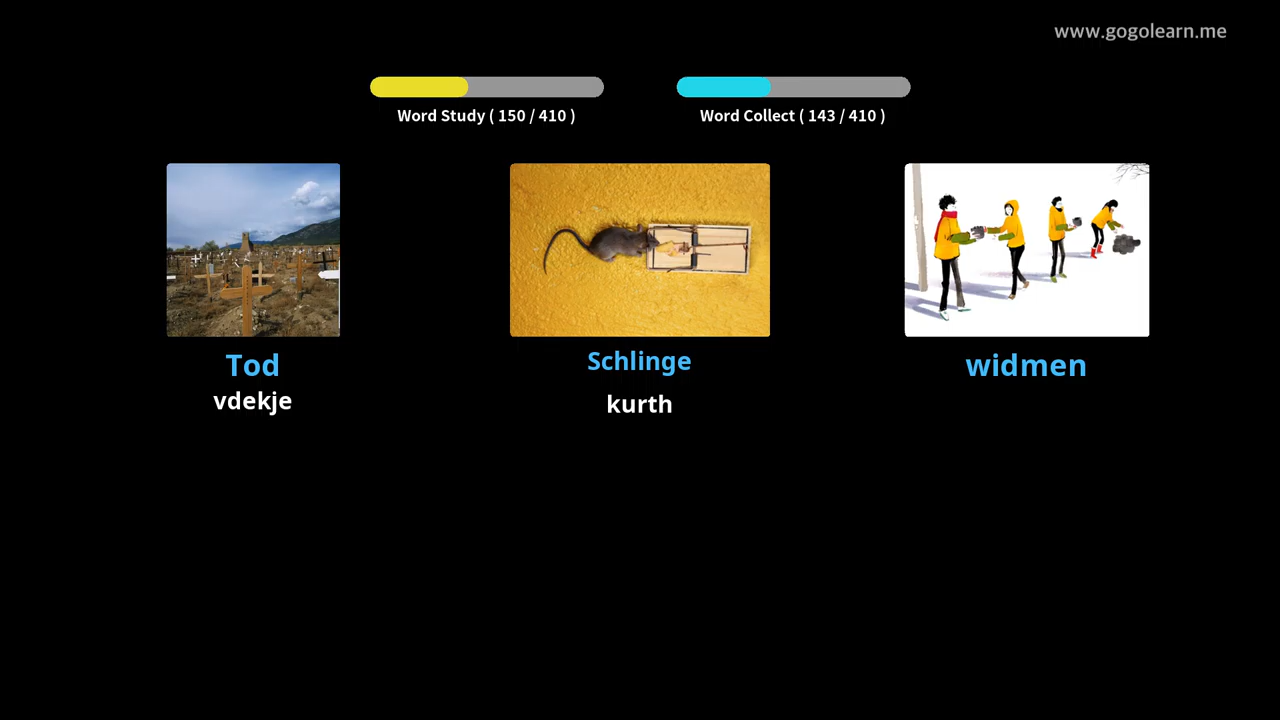 www.gogolearn.me
Word Study ( 150 / 410 )
Word Collect ( 143 / 410 )
Tod
vdekje
Schlinge
kurth
widmen